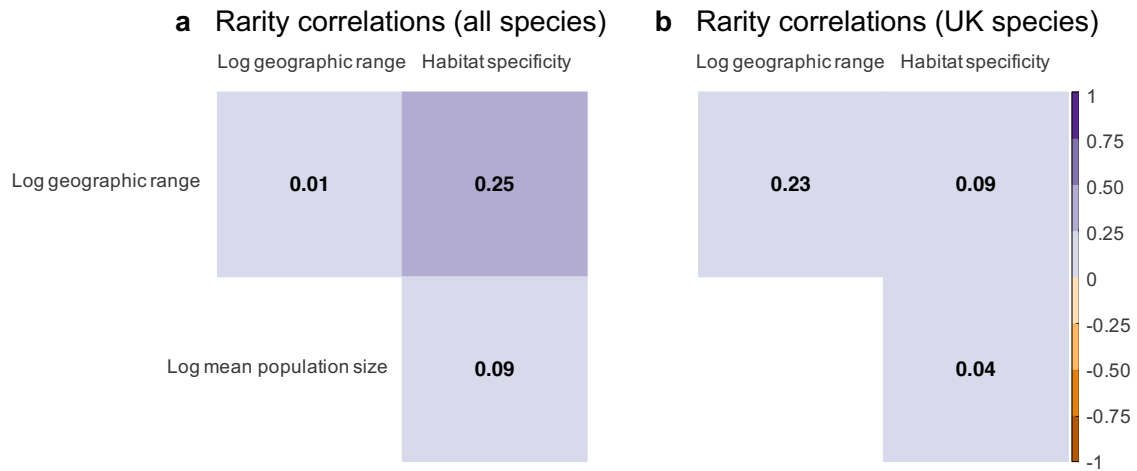 a Rarity correlations (all species)
Log geographic range Habitat specificity
Log geographic range 0.01 0.25
Log mean population size 0.09
b Rarity correlations (UK species)
Log geographic range Habitat specificity
0.23 0.09
0.04
1
0.75
0.50
0.25
0
-0.25
-0.50
-0.75
-1